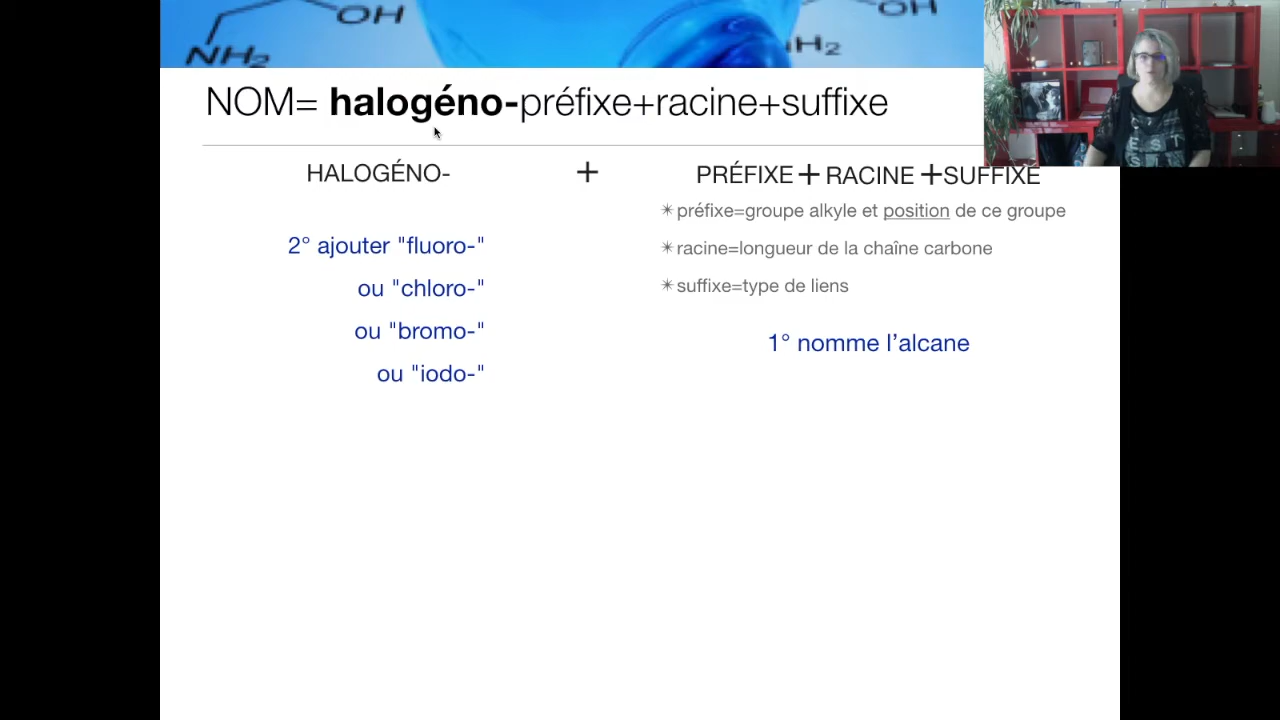 OH
NH₂
OH
NH₂
NOM= halogéno-préfixe+racine+suffixe
HALOGÉNO-
+
PRÉFIXE+RACINE+SUFFIXE
✴préfixe=groupe alkyle et position de ce groupe
✴racine=longueur de la chaîne carbone
✴suffixe=type de liens
2° ajouter "fluoro-"
ou "chloro-"
ou "bromo-"
ou "iodo-"
1° nomme l’alcane